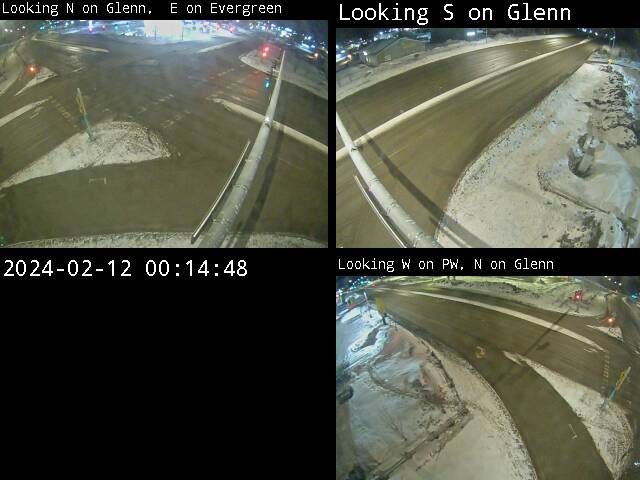 Looking N on Glenn,  E on Evergreen
Looking S on Glenn
2024-02-12 00:14:48
Looking W on PW, N on Glenn